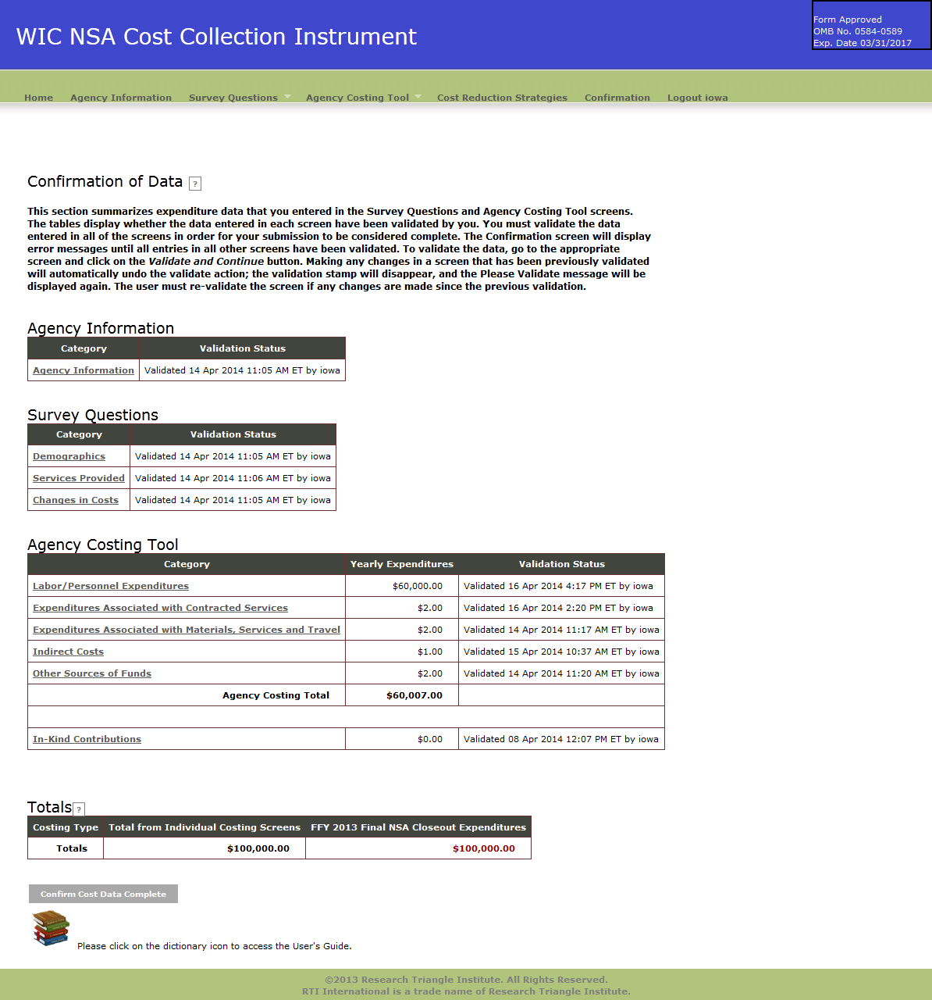 Form Approved
OMB No. 0584-0589
Exp. Date 03/31/2017
WIC NSA Cost Collection Instrument
Home Agency Information Survey Questions Agency Costing Tool Cost Reduction Strategies Confirmation Logout iowa
Confirmation of Data ?
This section summarizes expenditure data that you entered in the Survey Questions and Agency Costing Tool screens.
The tables display whether the data entered in each screen have been validated by you. You must validate the data
entered in all of the screens in order for your submission to be considered complete. The Confirmation screen will display
error messages until all entries in all other screens have been validated. To validate the data, go to the appropriate
screen and click on the Validate and Continue button. Making any changes in a screen that has been previously validated
will automatically undo the validate action; the validation stamp will disappear, and the Please Validate message will be
displayed again. The user must re-validate the screen if any changes are made since the previous validation.
Agency Information
Category Validation Status
Agency Information Validated 14 Apr 2014 11:05 AM ET by iowa
Survey Questions
Category Validation Status
Demographics Validated 14 Apr 2014 11:05 AM ET by iowa
Services Provided Validated 14 Apr 2014 11:06 AM ET by iowa
Changes in Costs Validated 14 Apr 2014 11:05 AM ET by iowa
Agency Costing Tool
Category Yearly Expenditures Validation Status
Labor/Personnel Expenditures $60,000.00 Validated 16 Apr 2014 4:17 PM ET by iowa
Expenditures Associated with Contracted Services $2.00 Validated 16 Apr 2014 2:20 PM ET by iowa
Expenditures Associated with Materials, Services and Travel $2.00 Validated 14 Apr 2014 11:17 AM ET by iowa
Indirect Costs $1.00 Validated 15 Apr 2014 10:37 AM ET by iowa
Other Sources of Funds $2.00 Validated 14 Apr 2014 11:20 AM ET by iowa
Agency Costing Total $60,007.00
In-Kind Contributions $0.00 Validated 08 Apr 2014 12:07 PM ET by iowa
Totals ?
Costing Type Total from Individual Costing Screens FFY 2013 Final NSA Closeout Expenditures
Totals $100,000.00 $100,000.00
Confirm Cost Data Complete
Please click on the dictionary icon to access the User's Guide.
©2013 Research Triangle Institute. All Rights Reserved.
RTI International is a trade name of Research Triangle Institute.